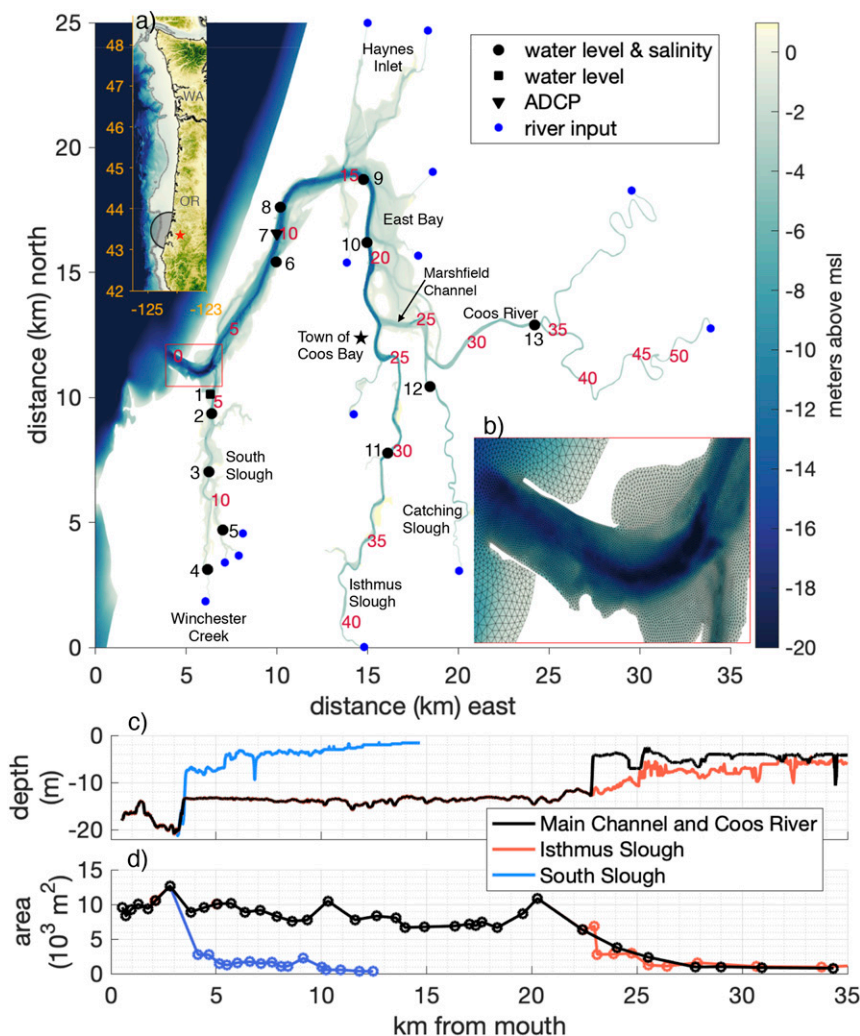 a)
48
47
46
45
44
43
42
-125
-123
WA
OR
25
20
15
10
5
0
distance (km) north
0
5
10
15
20
25
30
35
distance (km) east
water level & salinity
water level
ADCP
river input
Haynes
Inlet
15
9
8
7
10
6
East Bay
10
20
Marshfield
Channel
5
25
Coos River
Town of
Coos Bay
30
13
35
0
25
45
50
40
1
5
12
2
South
Slough
11
30
3
10
Catching
Slough
5
35
4
Isthmus
Slough
40
Winchester
Creek
b)
0
-2
-4
-6
-8
-10
-12
-14
-16
-18
-20
meters above msl
c)
0
-10
-20
depth
(m)
Main Channel and Coos River
Isthmus Slough
South Slough
d)
15
10
5
0
area
(10³ m²)
0
5
10
15
20
25
30
35
km from mouth